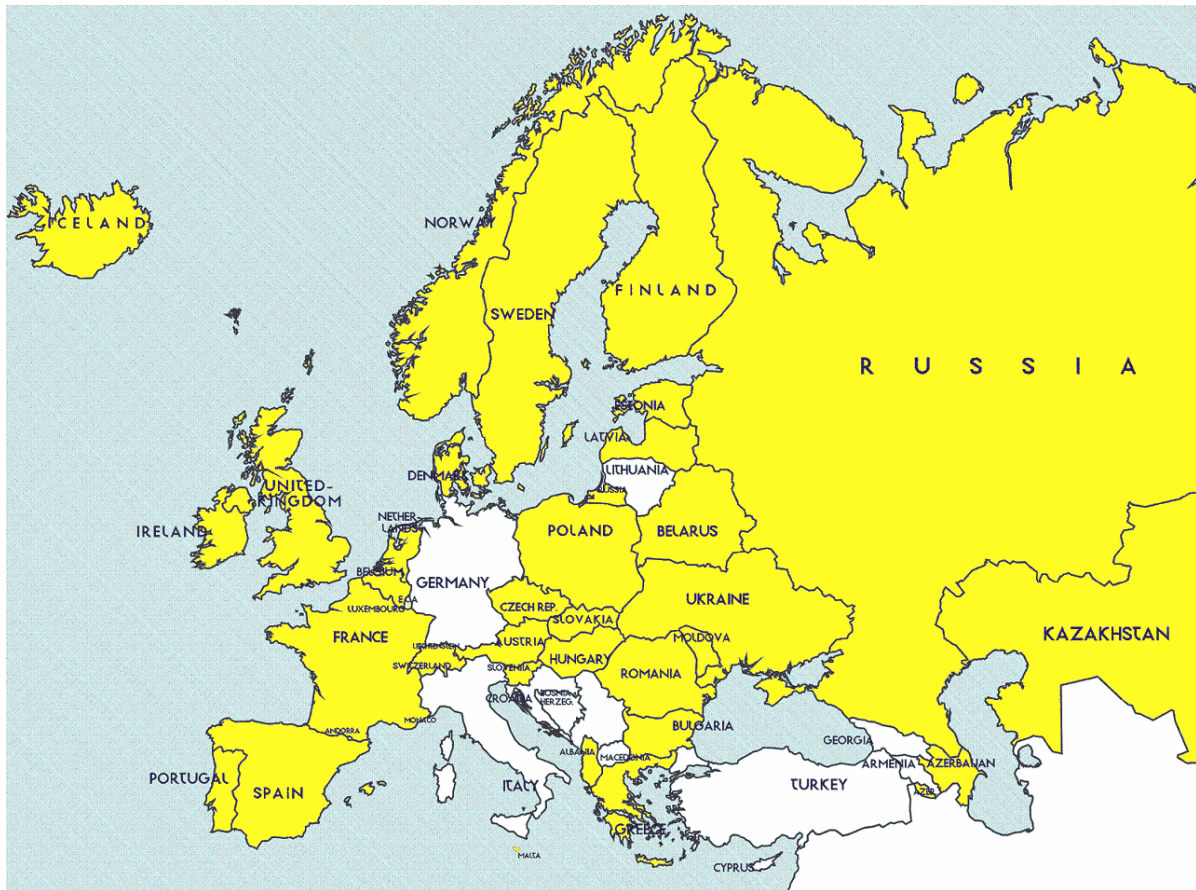 ICELAND
NORWAY
SWEDEN
FINLAND
RUSSIA
ESTONIA
LATVIA
LITHUANIA
RUSSIA
DENMARK
UNITED-
KINGDOM
IRELAND
NETHER-
LANDS
BELGIUM
LUXEMBOURG
GERMANY
POLAND
BELARUS
UKRAINE
CZECH REP.
SLOVAKIA
KAZAKHSTAN
FRANCE
AUSTRIA
MOLDOVA
SWITZERLAND
HUNGARY
SLOVENIA
ROMANIA
CROATIA
BOSNIA
HERZEG.
MONACO
ANDORRA
BULGARIA
GEORGIA
ALBANIA
MACEDONIA
ARMENIA
AZERBAIJAN
AZER.
PORTUGAL
SPAIN
ITALY
TURKEY
GREECE
MALTA
CYPRUS